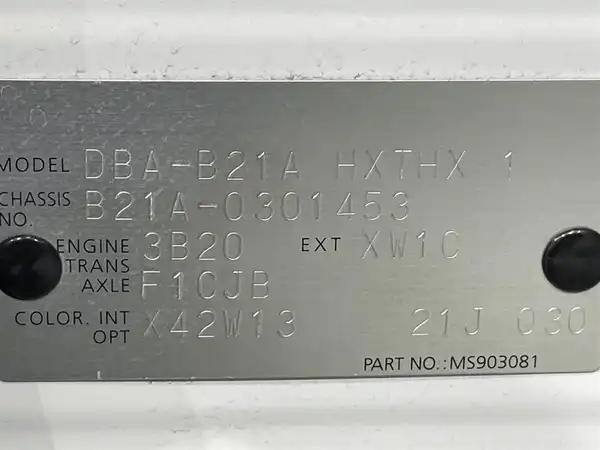 MODEL DBA-B21A HXTHX 1
CHASSIS NO. B21A-0301453
ENGINE 3B20 EXT XW1C
TRANS AXLE F1CJB
COLOR. INT OPT X42W13 21J 030
PART NO.:MS903081